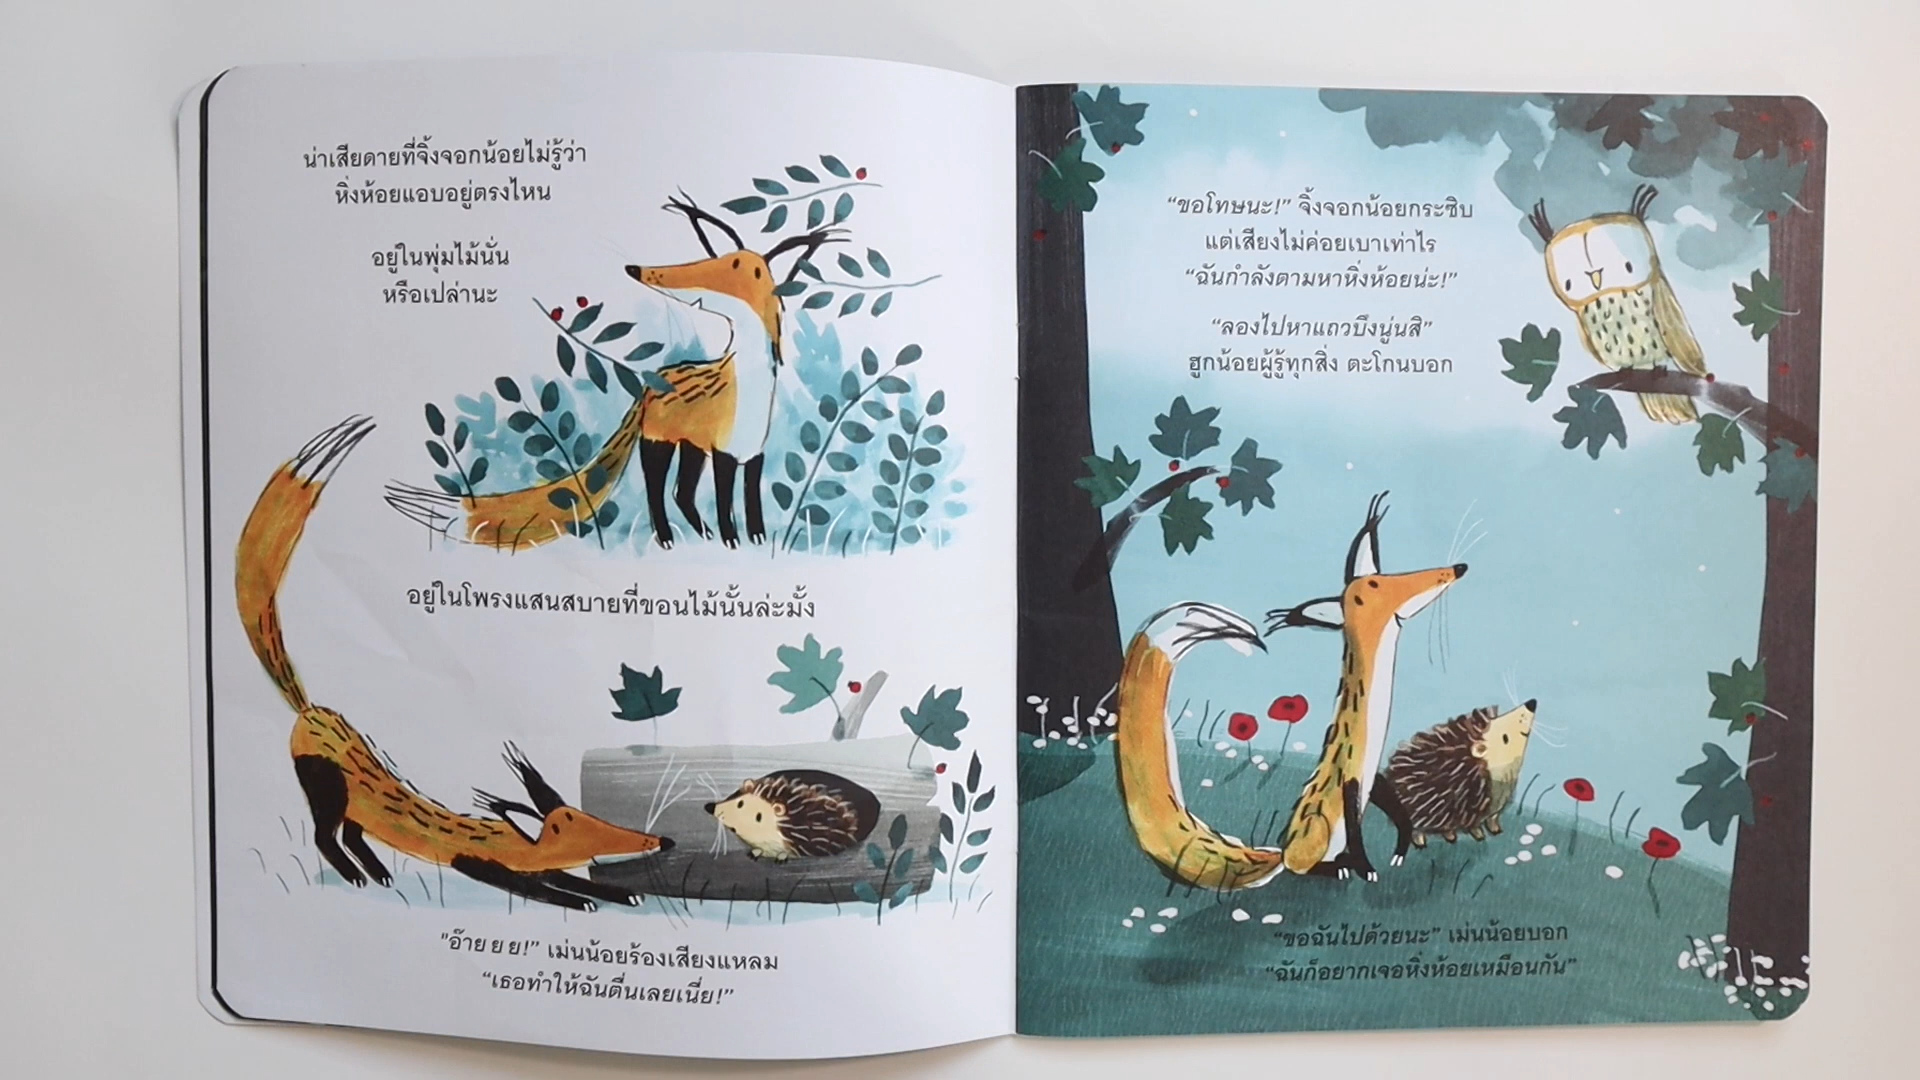 น่าเสียดายที่จิ้งจอกน้อยไม่รู้ว่า
หิ่งห้อยแอบอยู่ตรงไหน
อยู่ในพุ่มไม้นั่น
หรือเปล่านะ
อยู่ในโพรงแสนสบายที่ขอนไม้นั้นล่ะมั้ง
"อ๊าย ย ย!" เม่นน้อยร้องเสียงแหลม
"เธอทำให้ฉันตื่นเลยเนี่ย!"
"ขอโทษนะ!" จิ้งจอกน้อยกระซิบ
แต่เสียงไม่ค่อยเบาเท่าไร
"ฉันกำลังตามหาหิ่งห้อยน่ะ!"
"ลองไปหาแถวบึงนู่นสิ"
ฮูกน้อยผู้รู้ทุกสิ่ง ตะโกนบอก
"ขอฉันไปด้วยนะ" เม่นน้อยบอก
"ฉันก็อยากเจอหิ่งห้อยเหมือนกัน"